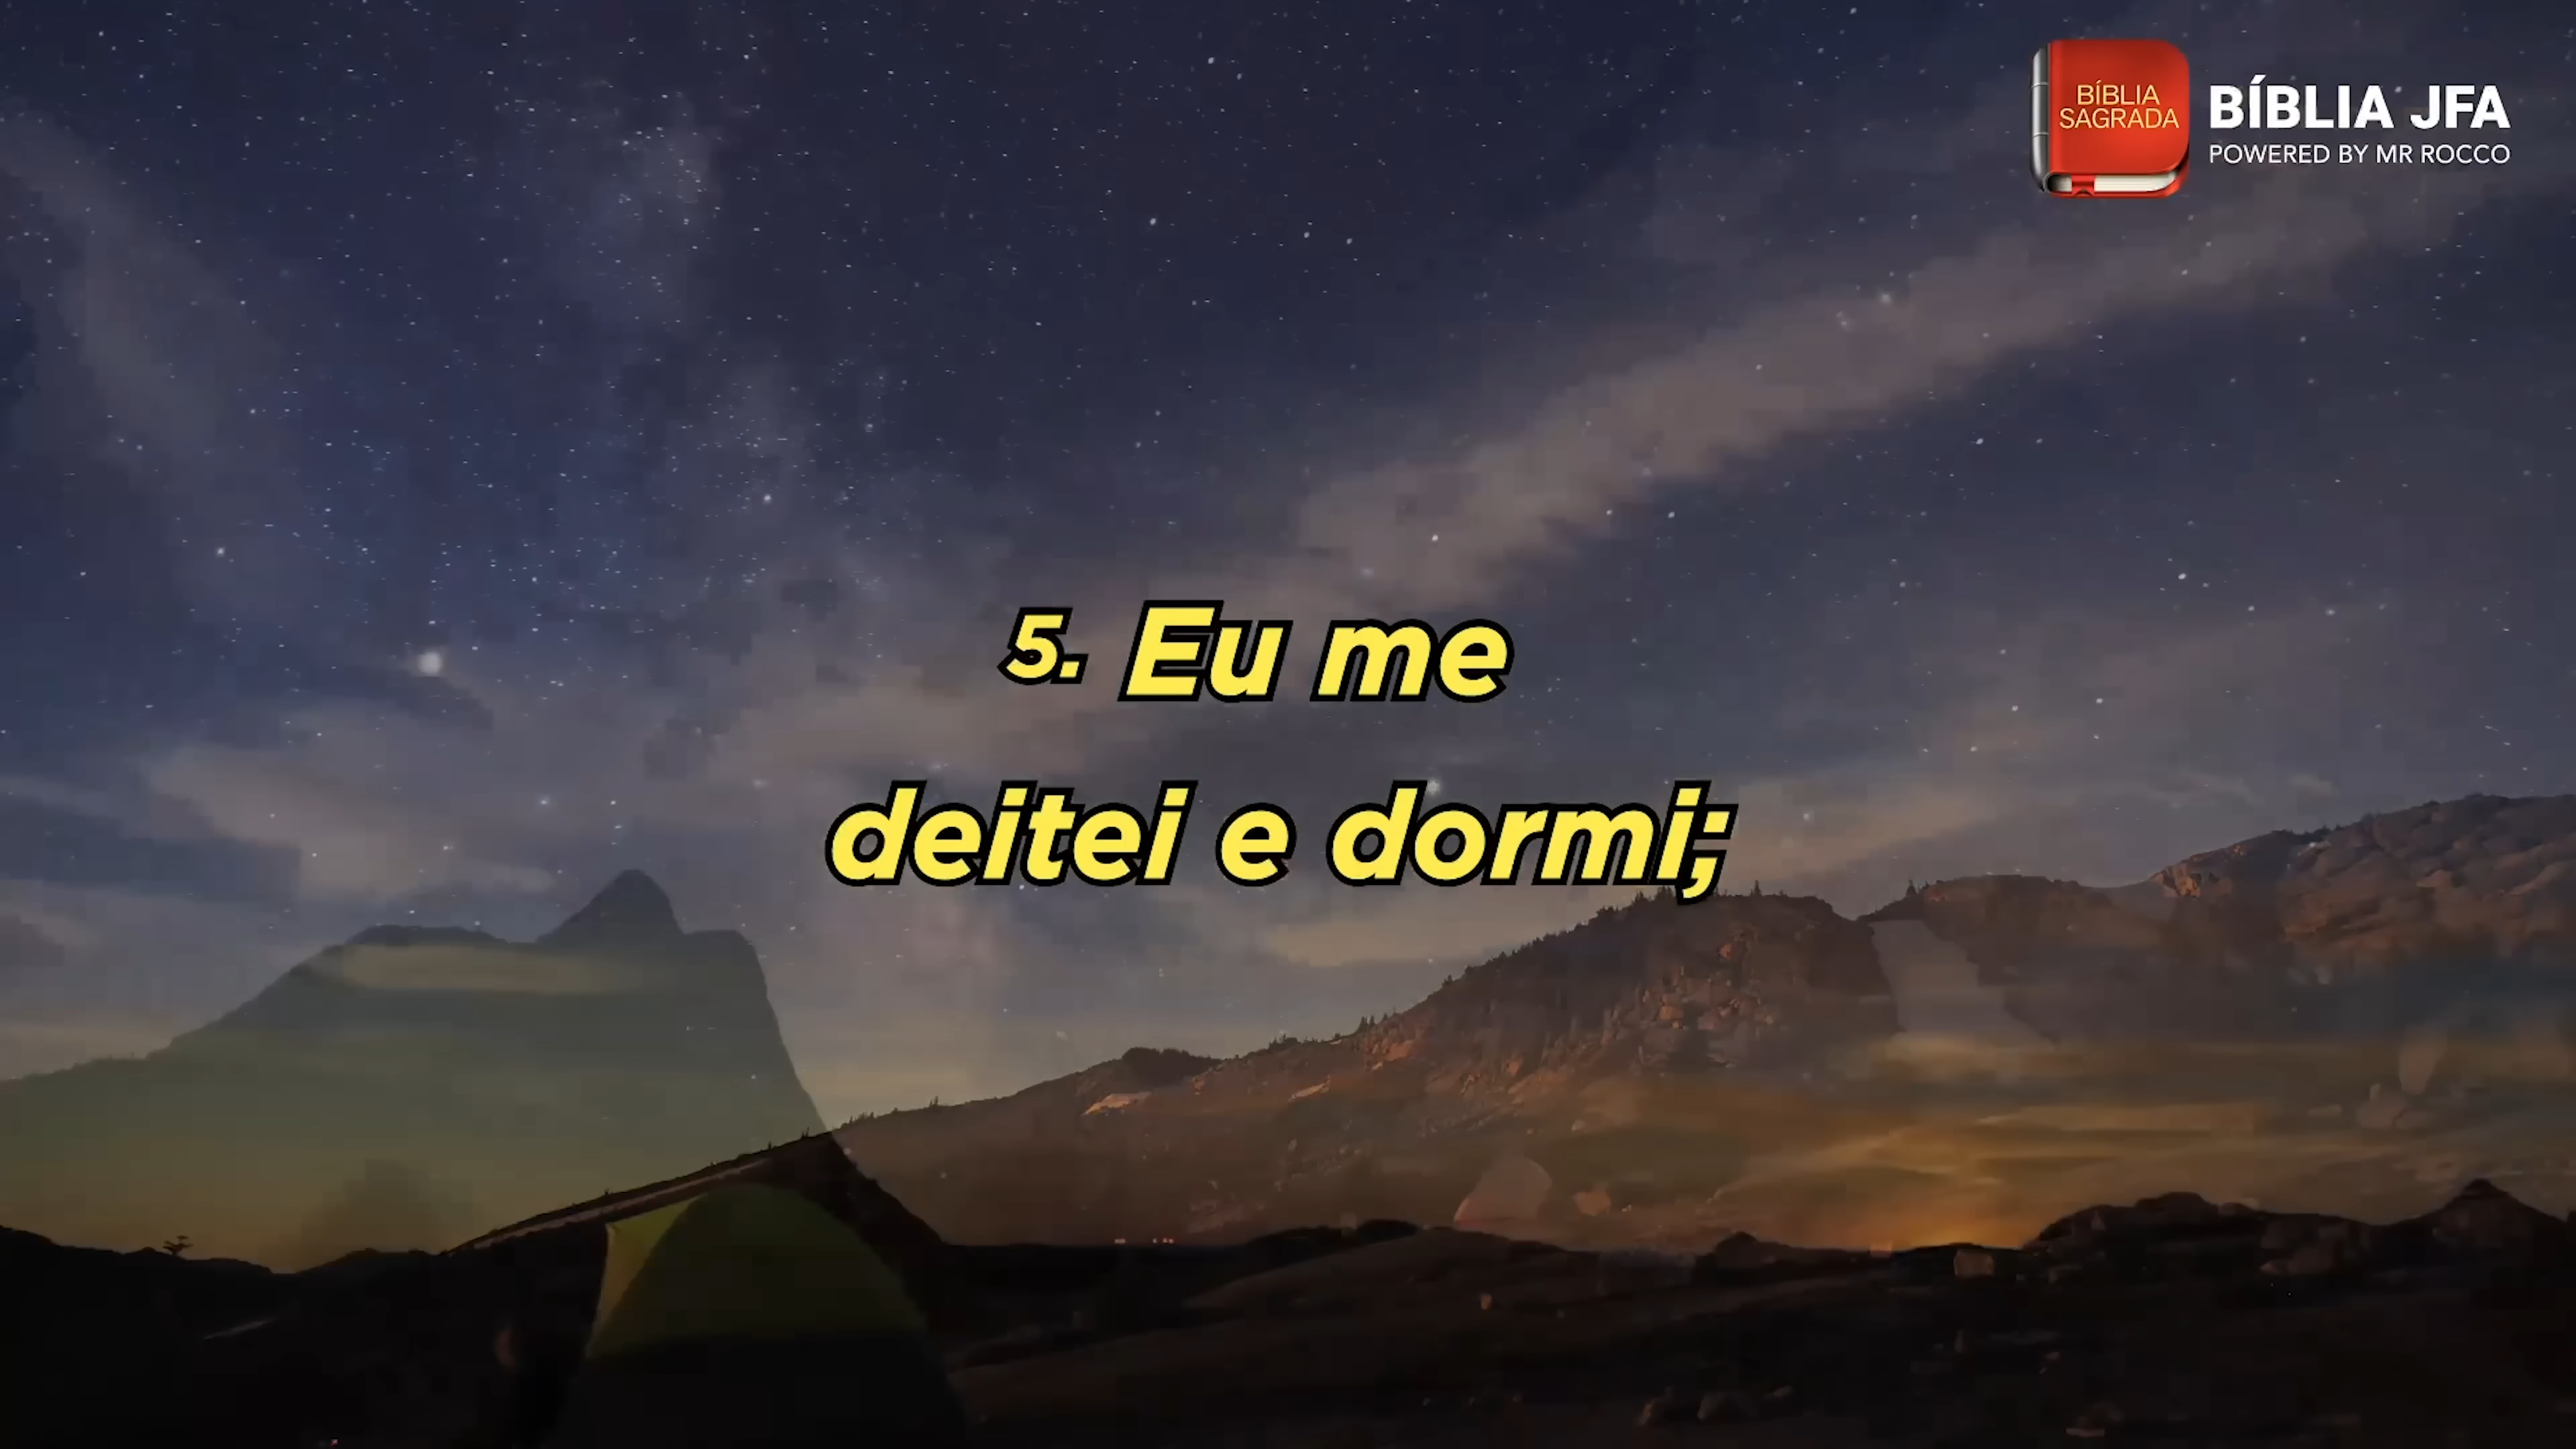 BÍBLIA
SAGRADA
BÍBLIA JFA
POWERED BY MR ROCCO
5. Eu me
deitei e dormi;